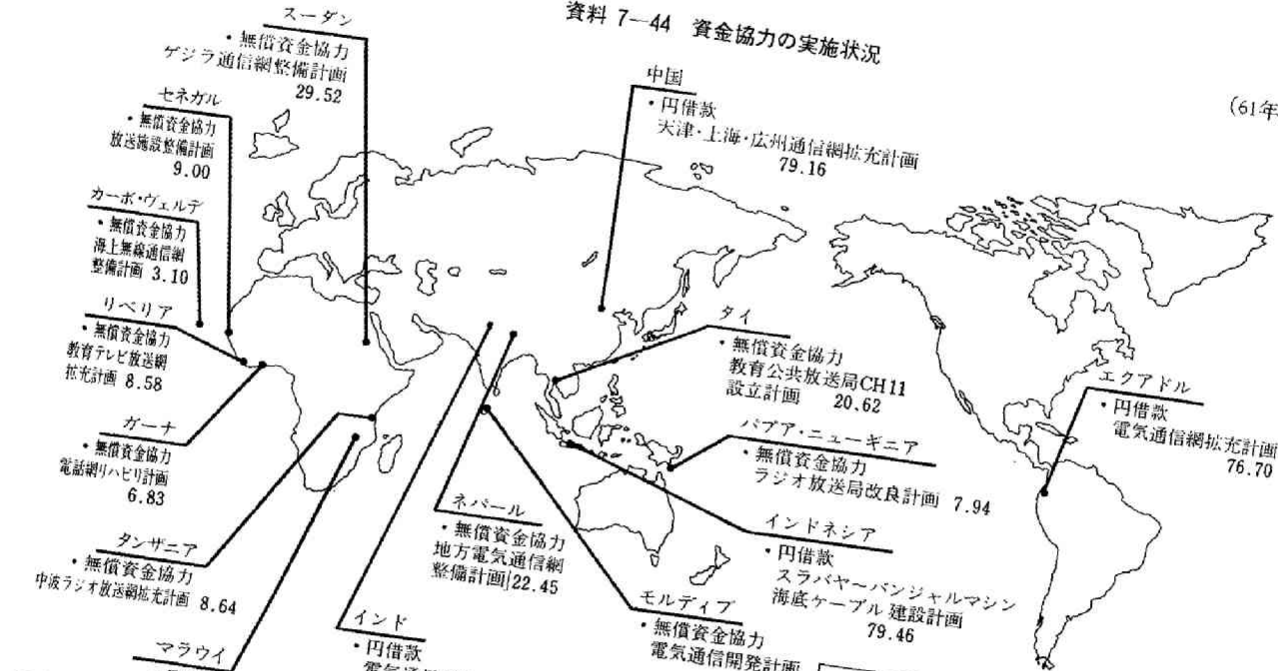 資料 7―44 資金協力の実施状況
(61年
スーダン
・無償資金協力
ゲジラ通信網整備計画
29.52
セネガル
・無償資金協力
放送施設整備計画
9.00
カーボ・ヴェルデ
・無償資金協力
海上無線通信網
整備計画 3.10
リベリア
・無償資金協力
教育テレビ放送網
拡充計画 8.58
ガーナ
・無償資金協力
電話網リハビリ計画
6.83
タンザニア
・無償資金協力
中波ラジオ放送網拡充計画 8.64
マラウイ
インド
・円借款
ネパール
・無償資金協力
地方電気通信網
整備計画 22.45
モルディブ
・無償資金協力
電気通信開発計画
中国
・円借款
天津・上海・広州通信網拡充計画
79.16
タイ
・無償資金協力
教育公共放送局CH11
設立計画 20.62
パプア・ニューギニア
・無償資金協力
ラジオ放送局改良計画 7.94
インドネシア
・円借款
スラバヤーバンジャルマシン
海底ケーブル建設計画
79.46
エクアドル
・円借款
電気通信網拡充計画
76.70